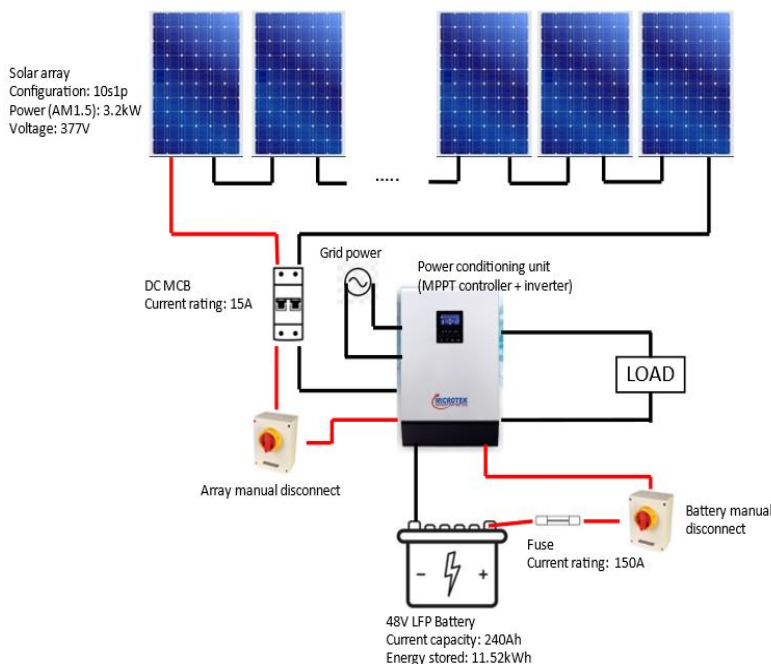 Solar array
Configuration: 10s1p
Power (AM1.5): 3.2kW
Voltage: 377V
.....
Grid power
Power conditioning unit
(MPPT controller + inverter)
DC MCB
Current rating: 15A
MICROTEK
LOAD
Array manual disconnect
Battery manual
disconnect
Fuse
Current rating: 150A
- +
48V LFP Battery
Current capacity: 240Ah
Energy stored: 11.52kWh